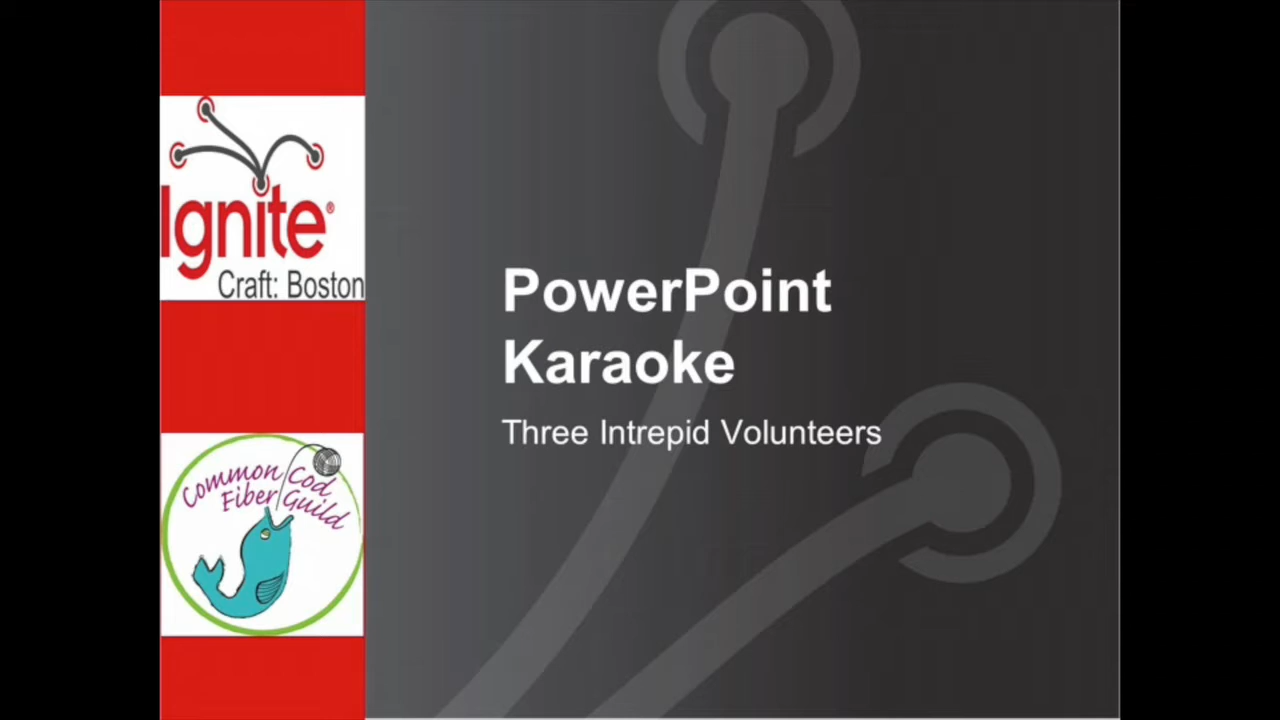 Ignite®
Craft: Boston
Common Cod
Fiber Guild
PowerPoint
Karaoke
Three Intrepid Volunteers